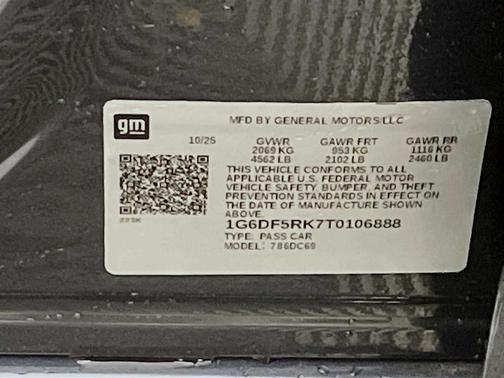 gm
MFD BY GENERAL MOTORS LLC
10/25 GVWR GAWR FRT GAWR RR
2069 KG 953 KG 1116 KG
4562 LB 2102 LB 2460 LB
THIS VEHICLE CONFORMS TO ALL
APPLICABLE U.S. FEDERAL MOTOR
VEHICLE SAFETY, BUMPER, AND THEFT
PREVENTION STANDARDS IN EFFECT ON
THE DATE OF MANUFACTURE SHOWN
ABOVE.
1G6DF5RK7T0106888
TYPE: PASS CAR
MODEL: 786DC69